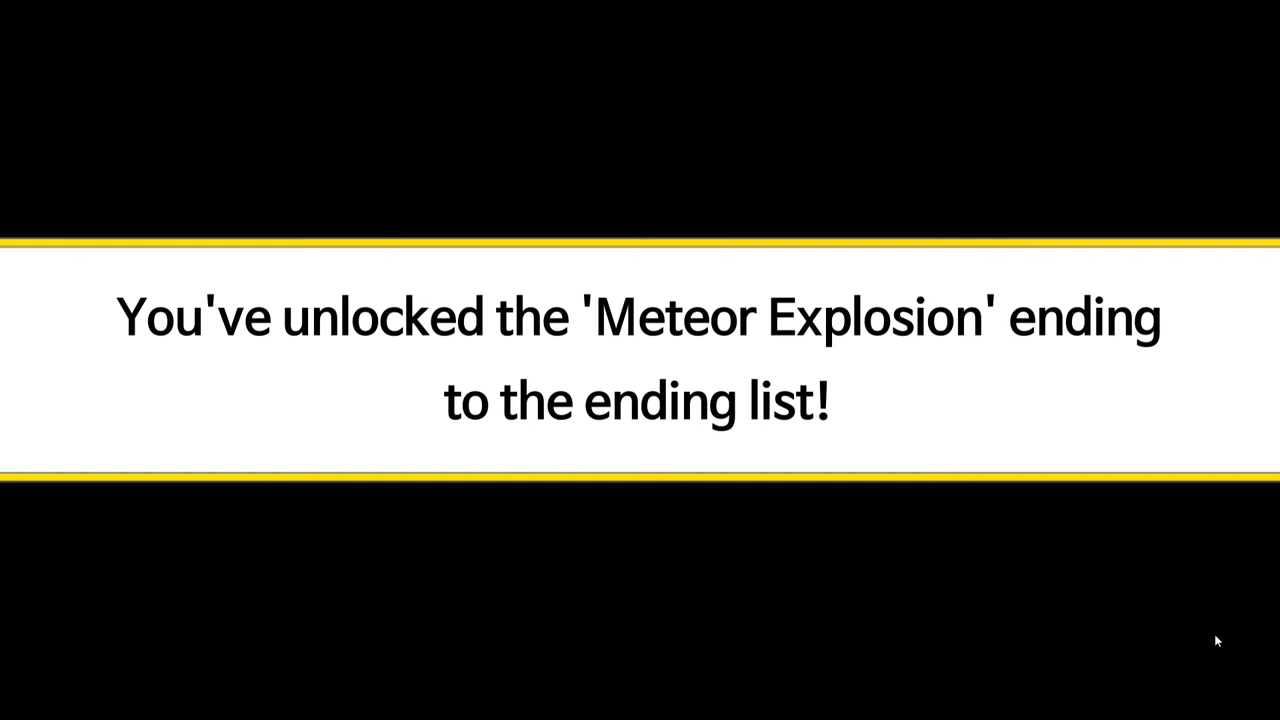 You've unlocked the 'Meteor Explosion' ending
to the ending list!